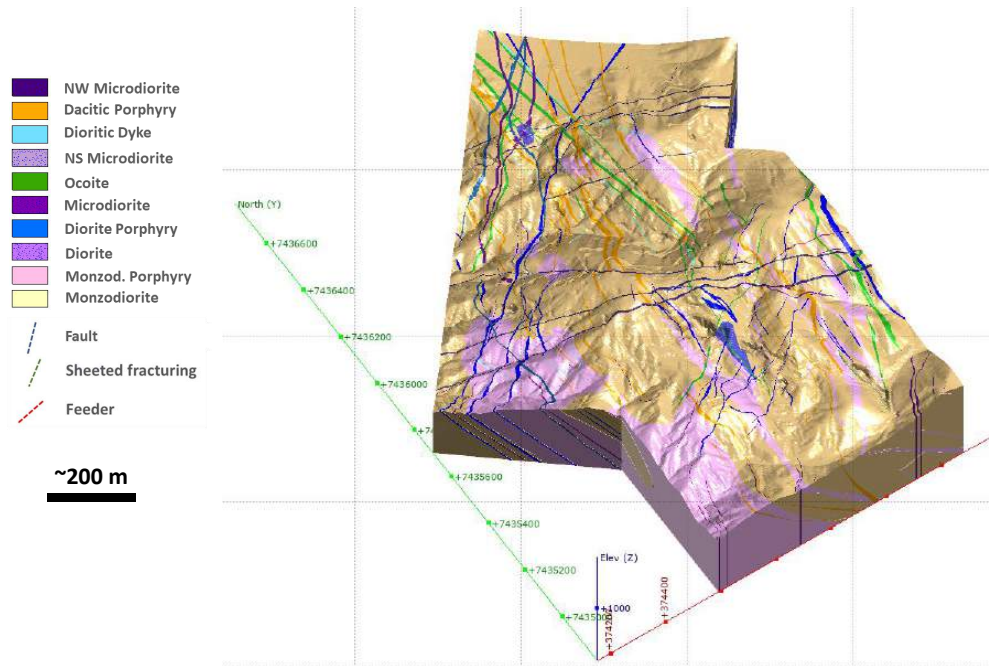 NW Microdiorite
Dacitic Porphyry
Dioritic Dyke
NS Microdiorite
Ocoite
Microdiorite
Diorite Porphyry
Diorite
Monzod. Porphyry
Monzodiorite
Fault
Sheeted fracturing
Feeder
~200 m
North (Y)
+7436600
+7436400
+7436200
+7436000
+7435600
+7435400
+7435200
Elev (Z)
+1000
+374400